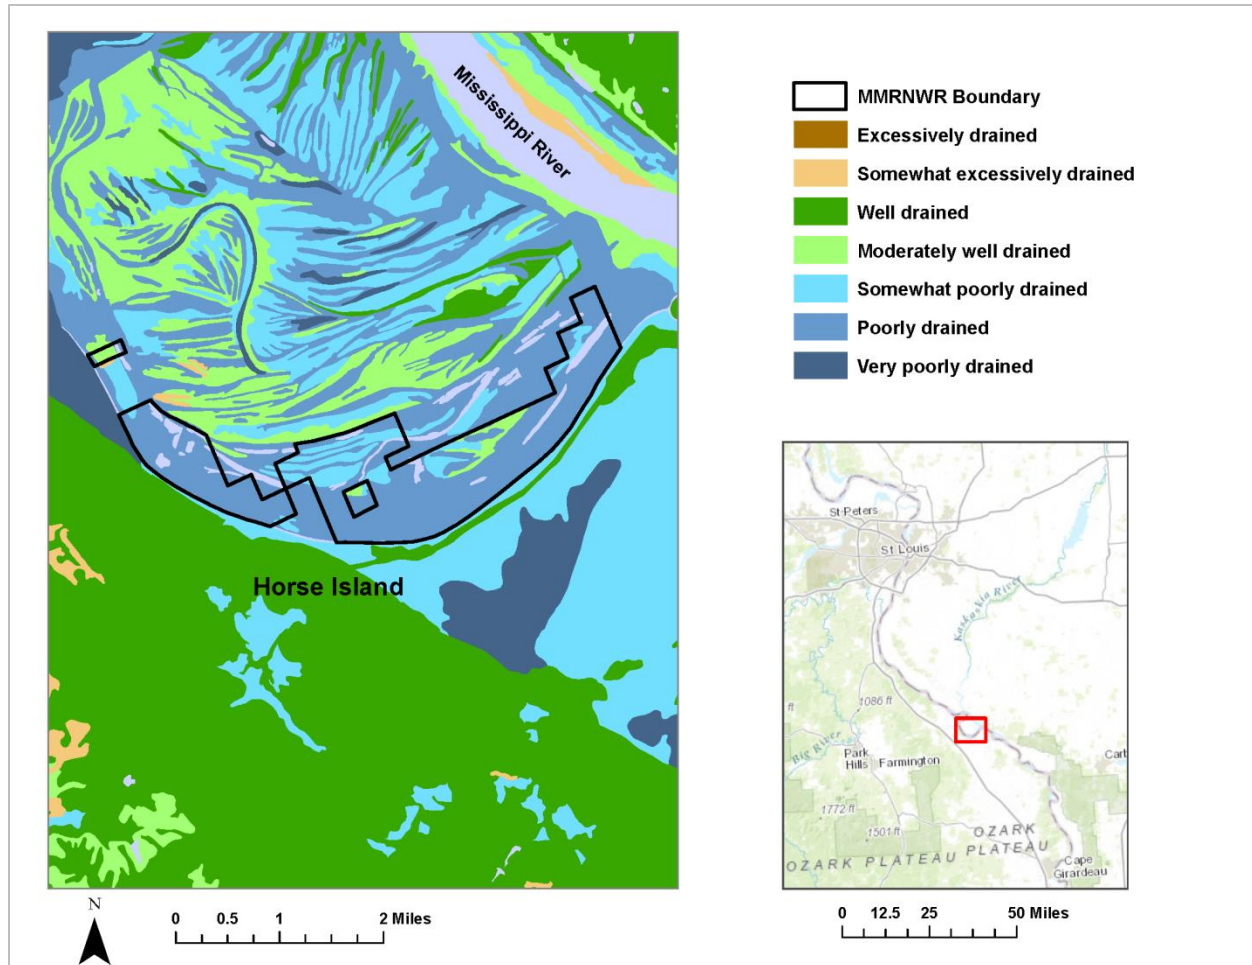 Mississippi River
Horse Island
N
0 0.5 1 2 Miles
MMRNWR Boundary
Excessively drained
Somewhat excessively drained
Well drained
Moderately well drained
Somewhat poorly drained
Poorly drained
Very poorly drained
St Peters
St Louis
Kaskaskia River
1086 ft
ft
Big River
Park
Hills
Farmington
Carb
1772 ft
1501 ft
OZARK
OZARK PLATEAU PLATEAU
Cape
Girardeau
0 12.5 25 50 Miles